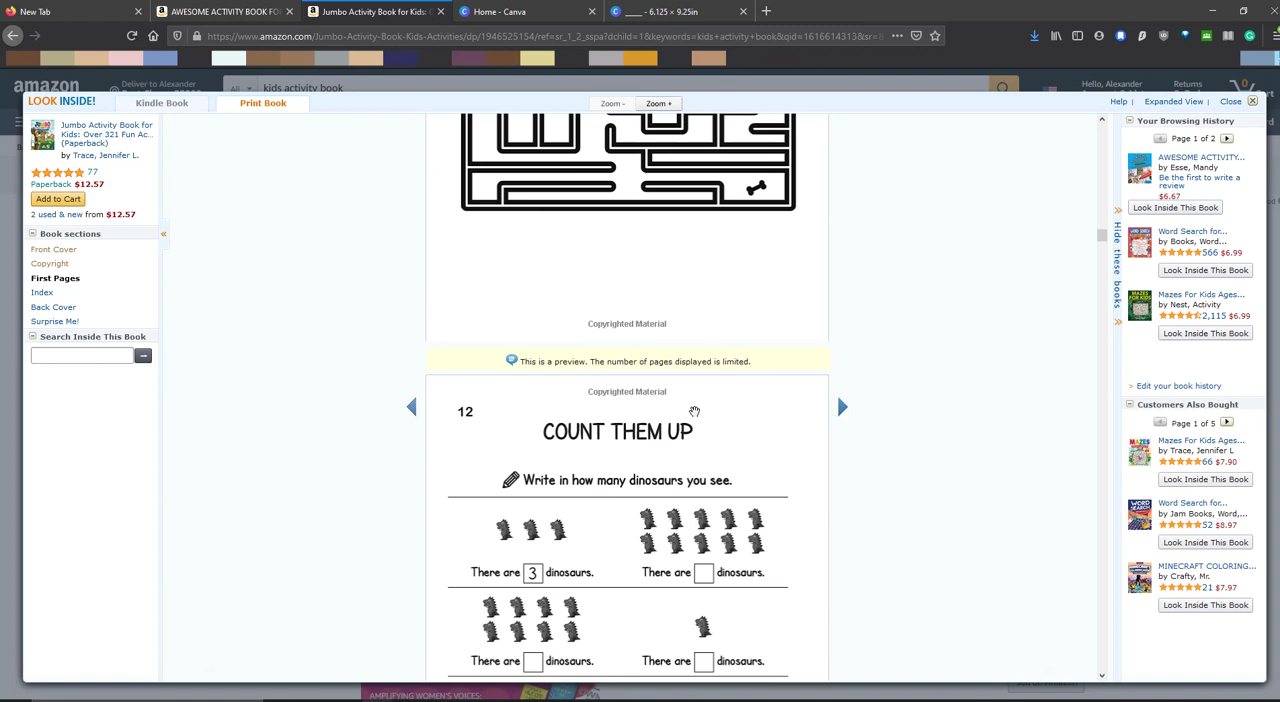 New Tab
AWESOME ACTIVITY BOOK FO
Jumbo Activity Book for Kids:
Home - Canva
____ - 6.125 × 9.25in
https://www.amazon.com/Jumbo-Activity-Book-Kids-Activities/dp/1946525154/ref=sr_1_2_sspa?dchild=1&keywords=kids+activity+book&qid=1616614313&sr=8
amazon
Deliver to Alexander
All
kids activity book
Hello, Alexander
Returns
0
LOOK INSIDE!
Kindle Book
Print Book
Zoom -
Zoom +
Help
Expanded View
Close
Jumbo Activity Book for
Kids: Over 321 Fun Ac...
(Paperback)
by Trace, Jennifer L.
77
Paperback $12.57
Add to Cart
2 used & new from $12.57
Book sections
Front Cover
Copyright
First Pages
Index
Back Cover
Surprise Me!
Search Inside This Book
Copyrighted Material
This is a preview. The number of pages displayed is limited.
Copyrighted Material
12
COUNT THEM UP
Write in how many dinosaurs you see.
There are 3 dinosaurs.
There are dinosaurs.
There are dinosaurs.
There are dinosaurs.
Hide these books
Your Browsing History
Page 1 of 2
AWESOME ACTIVITY...
by Esse, Mandy
Be the first to write a
review
$6.67
Look Inside This Book
Word Search for...
by Books, Word...
566 $6.99
Look Inside This Book
Mazes For Kids Ages...
by Nest, Activity
2,115 $6.99
Look Inside This Book
> Edit your book history
Customers Also Bought
Page 1 of 5
Mazes For Kids Ages...
by Trace, Jennifer L
66 $7.90
Look Inside This Book
Word Search for...
by Jam Books, Word,...
52 $8.97
Look Inside This Book
MINECRAFT COLORING...
by Crafty, Mr.
21 $7.97
Look Inside This Book
AMPLIFYING WOMEN'S VOICES: